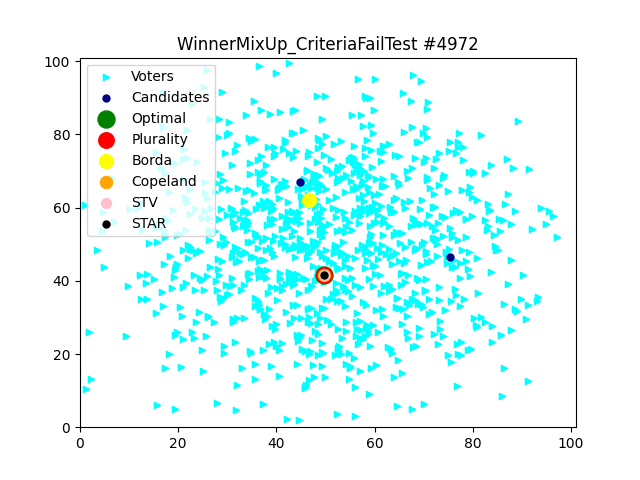 WinnerMixUp_CriteriaFailTest #4972
Voters
Candidates
Optimal
Plurality
Borda
Copeland
STV
STAR
100
80
60
40
20
0
0 20 40 60 80 100